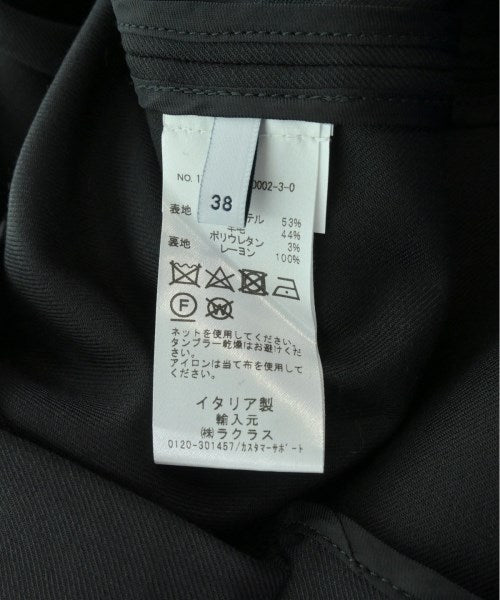 NO. 1 0002-3-0
38
表地 テル 53%
羊毛 44%
ポリウレタン 3%
裏地 レーヨン 100%
F W
ネットを使用してください。
タンブラー乾燥はお避けくだ
さい。
アイロンは当て布を使用して
ください。
イタリア製
輸入元
㈱ラクラス
0120-301457/カスタマーサポート